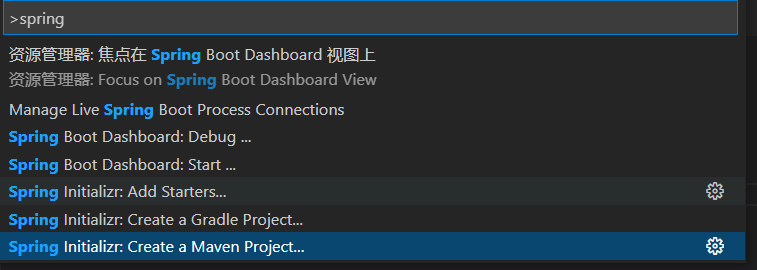 >spring
资源管理器: 焦点在 Spring Boot Dashboard 视图上
资源管理器: Focus on Spring Boot Dashboard View
Manage Live Spring Boot Process Connections
Spring Boot Dashboard: Debug ...
Spring Boot Dashboard: Start ...
Spring Initializr: Add Starters...
Spring Initializr: Create a Gradle Project...
Spring Initializr: Create a Maven Project...